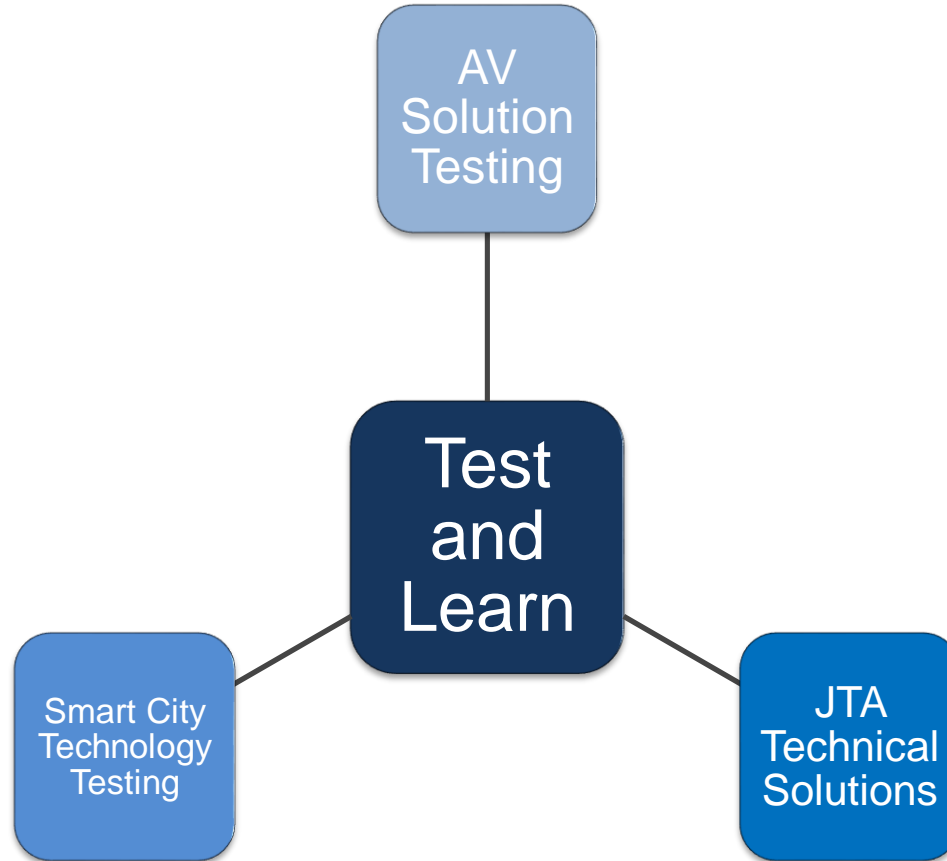 AV
Solution
Testing
Test
and
Learn
Smart City
Technology
Testing
JTA
Technical
Solutions